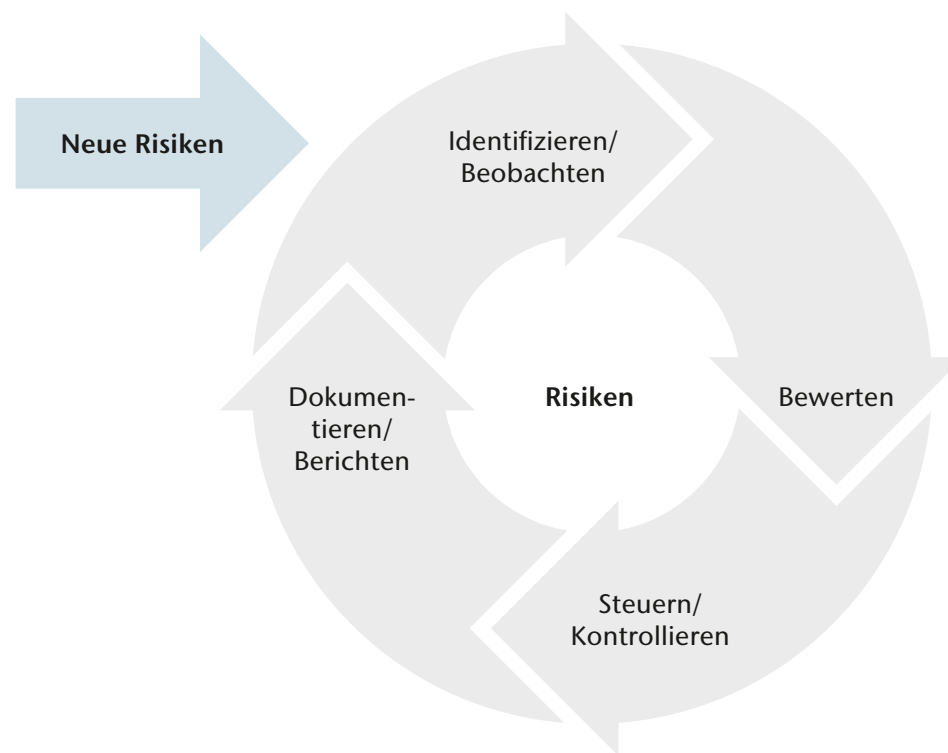 Neue Risiken
Identifizieren/
Beobachten
Bewerten
Steuern/
Kontrollieren
Dokumen-
tieren/
Berichten
Risiken